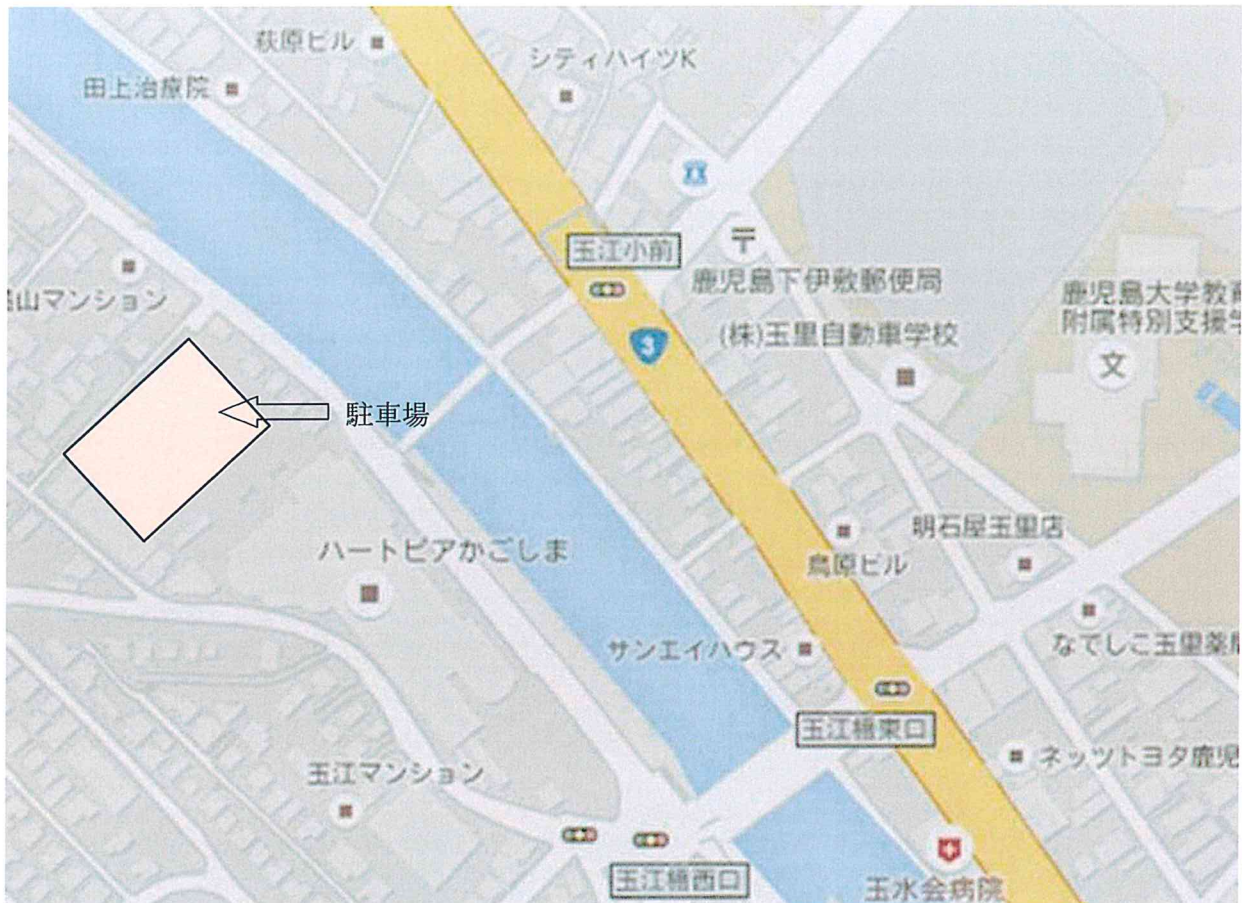 萩原ビル
シティハイツK
田上治療院
玉江小前
〒
鹿児島下伊敷郵便局
山マンション
鹿児島大学教育
附属特別支援学
(株)玉里自動車学校
3
文
駐車場
明石屋玉里店
ハートピアかごしま
鳥原ビル
サンエイハウス
なでしこ玉里薬局
玉江橋東口
ネッツトヨタ鹿児
玉江マンション
玉江橋西口
玉水会病院